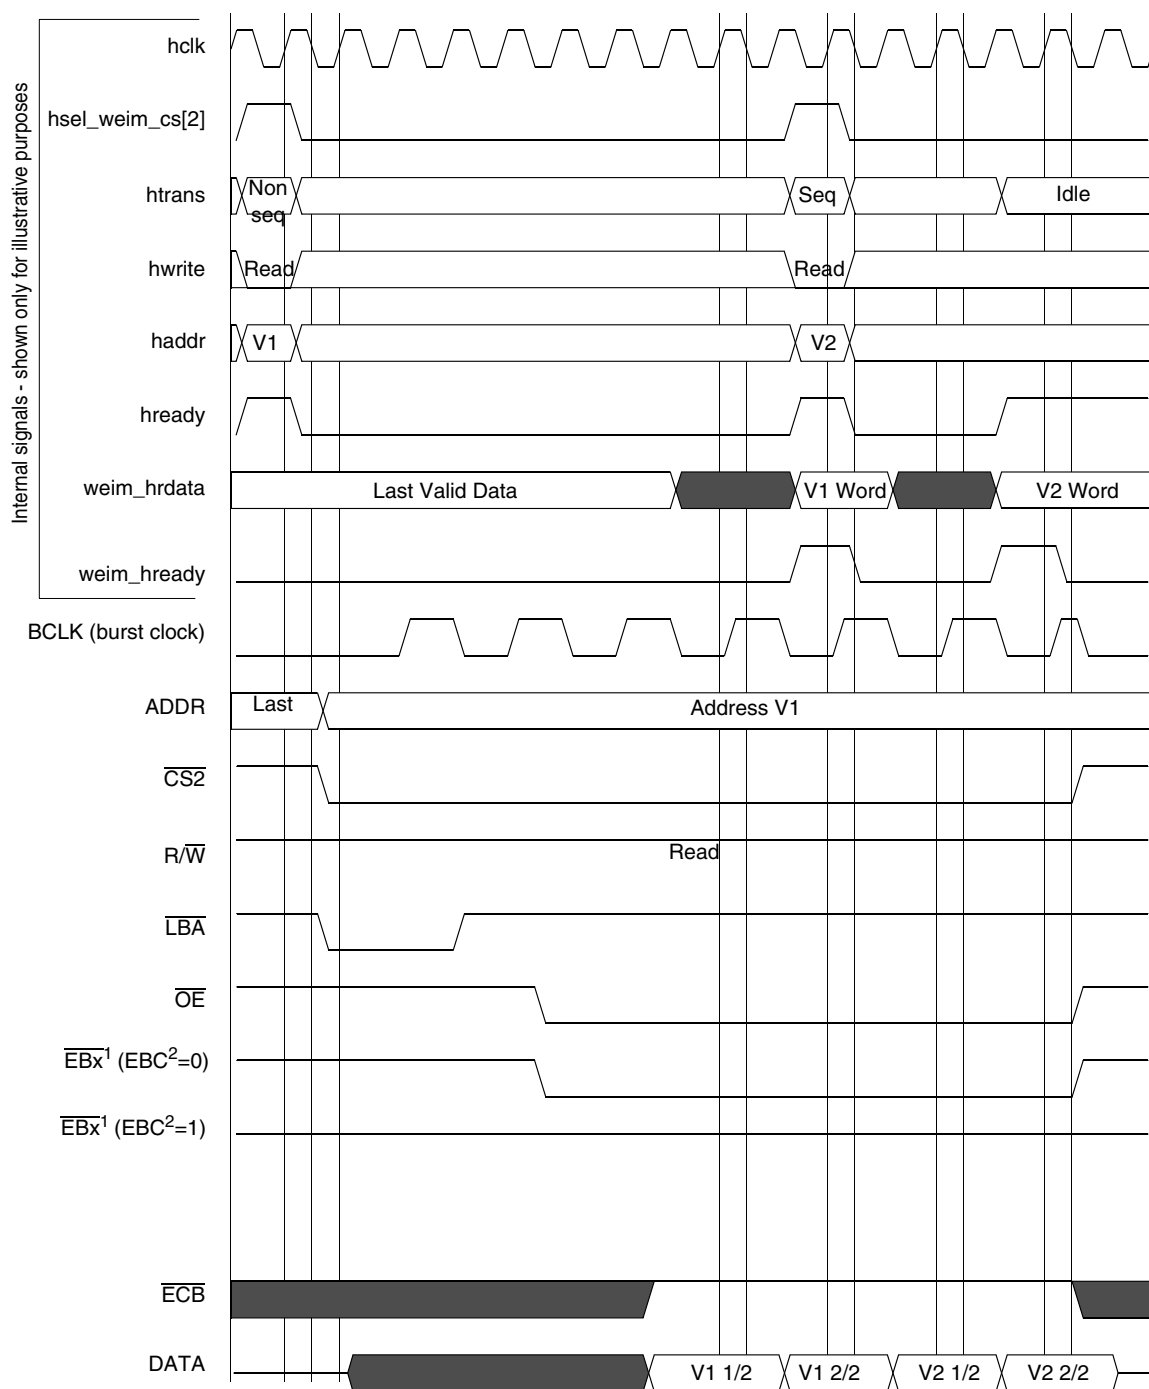 Internal signals - shown only for illustrative purposes
hclk
hsel_weim_cs[2]
htrans
Non
seq
Seq
Idle
hwrite
Read
Read
haddr
V1
V2
hready
weim_hrdata
Last Valid Data
V1 Word
V2 Word
weim_hready
BCLK (burst clock)
ADDR
Last
Address V1
CS2
R/W
Read
LBA
OE
EBx1 (EBC2=0)
EBx1 (EBC2=1)
ECB
DATA
V1 1/2
V1 2/2
V2 1/2
V2 2/2